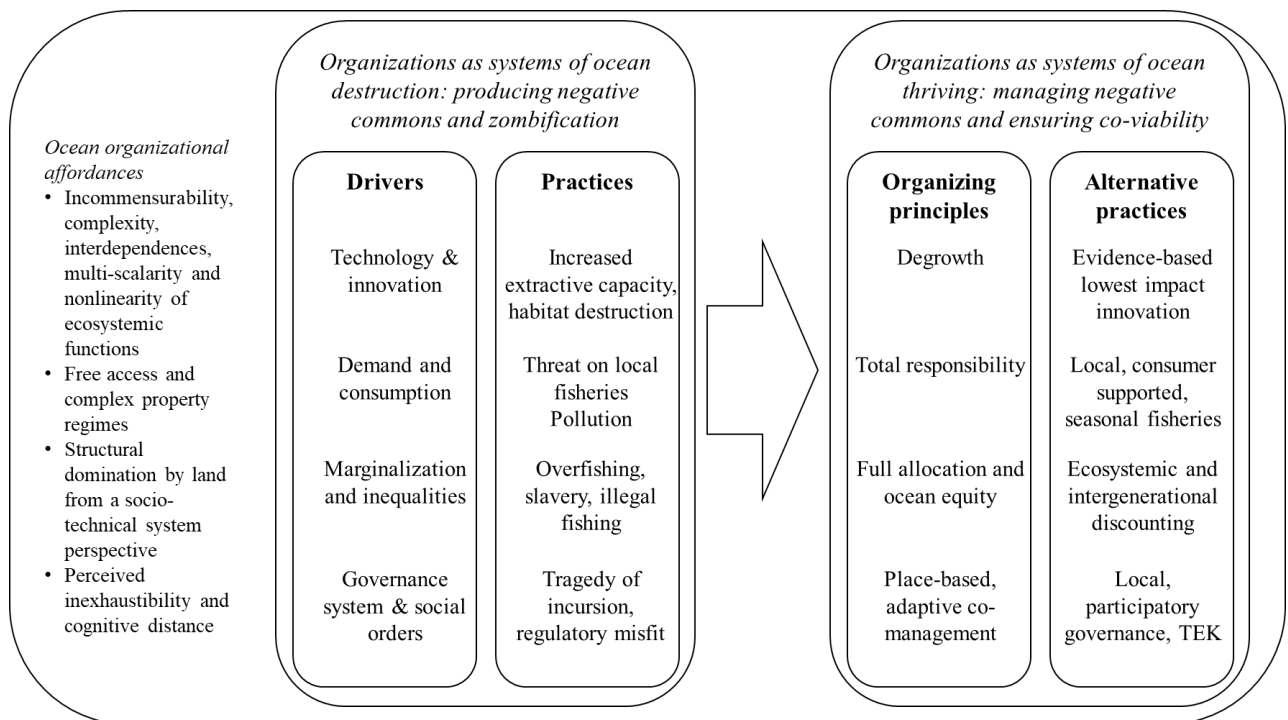 Ocean organizational
affordances
• Incommensurability,
complexity,
interdependences,
multi-scalarity and
nonlinearity of
ecosystemic
functions
• Free access and
complex property
regimes
• Structural
domination by land
from a socio-
technical system
perspective
• Perceived
inexhaustibility and
cognitive distance
Organizations as systems of ocean
destruction: producing negative
commons and zombification
Drivers
Technology &
innovation
Demand and
consumption
Marginalization
and inequalities
Governance
system & social
orders
Practices
Increased
extractive capacity,
habitat destruction
Threat on local
fisheries
Pollution
Overfishing,
slavery, illegal
fishing
Tragedy of
incursion,
regulatory misfit
Organizations as systems of ocean
thriving: managing negative
commons and ensuring co-viability
Organizing
principles
Degrowth
Total responsibility
Full allocation and
ocean equity
Place-based,
adaptive co-
management
Alternative
practices
Evidence-based
lowest impact
innovation
Local, consumer
supported,
seasonal fisheries
Ecosystemic and
intergenerational
discounting
Local,
participatory
governance, TEK